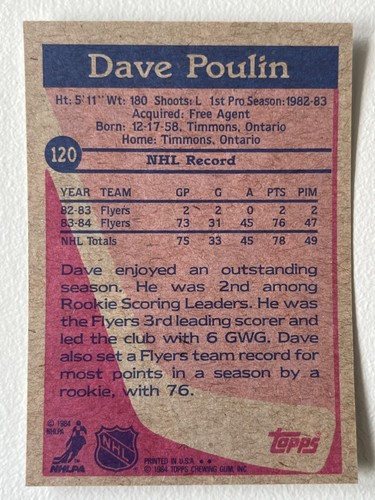 Dave Poulin
Ht: 5'11" Wt: 180 Shoots: L 1st Pro Season: 1982-83
Acquired: Free Agent
Born: 12-17-58, Timmons, Ontario
Home: Timmons, Ontario
120
NHL Record
YEAR TEAM GP G A PTS PIM
82-83 Flyers 2 2 0 2 2
83-84 Flyers 73 31 45 76 47
NHL Totals 75 33 45 78 49
Dave enjoyed an outstanding
season. He was 2nd among
Rookie Scoring Leaders. He was
the Flyers 3rd leading scorer and
led the club with 6 GWG. Dave
also set a Flyers team record for
most points in a season by a
rookie, with 76.
© 1984
NHLPA
NHLPA
NHL
topps
PRINTED IN U.S.A. **
© 1984 TOPPS CHEWING GUM, INC.